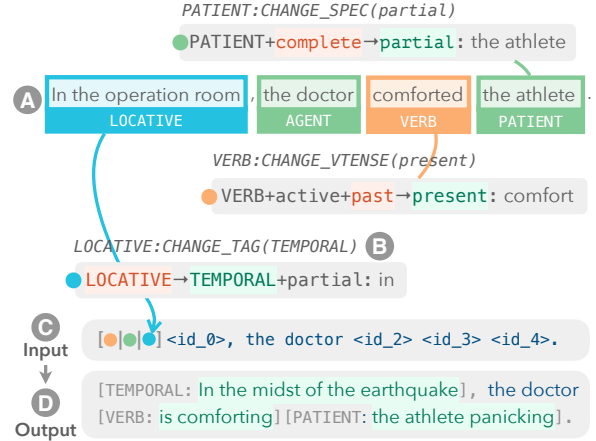 PATIENT:CHANGE_SPEC(partial)
PATIENT+complete→partial: the athlete
A In the operation room , the doctor comforted the athlete .
LOCATIVE AGENT VERB PATIENT
VERB:CHANGE_VTENSE(present)
VERB+active+past→present: comfort
LOCATIVE:CHANGE_TAG(TEMPORAL) B
LOCATIVE→TEMPORAL+partial: in
C
Input
[ | | ] <id_0>, the doctor <id_2> <id_3> <id_4>.
D
Output
[TEMPORAL: In the midst of the earthquake], the doctor
[VERB: is comforting][PATIENT: the athlete panicking].